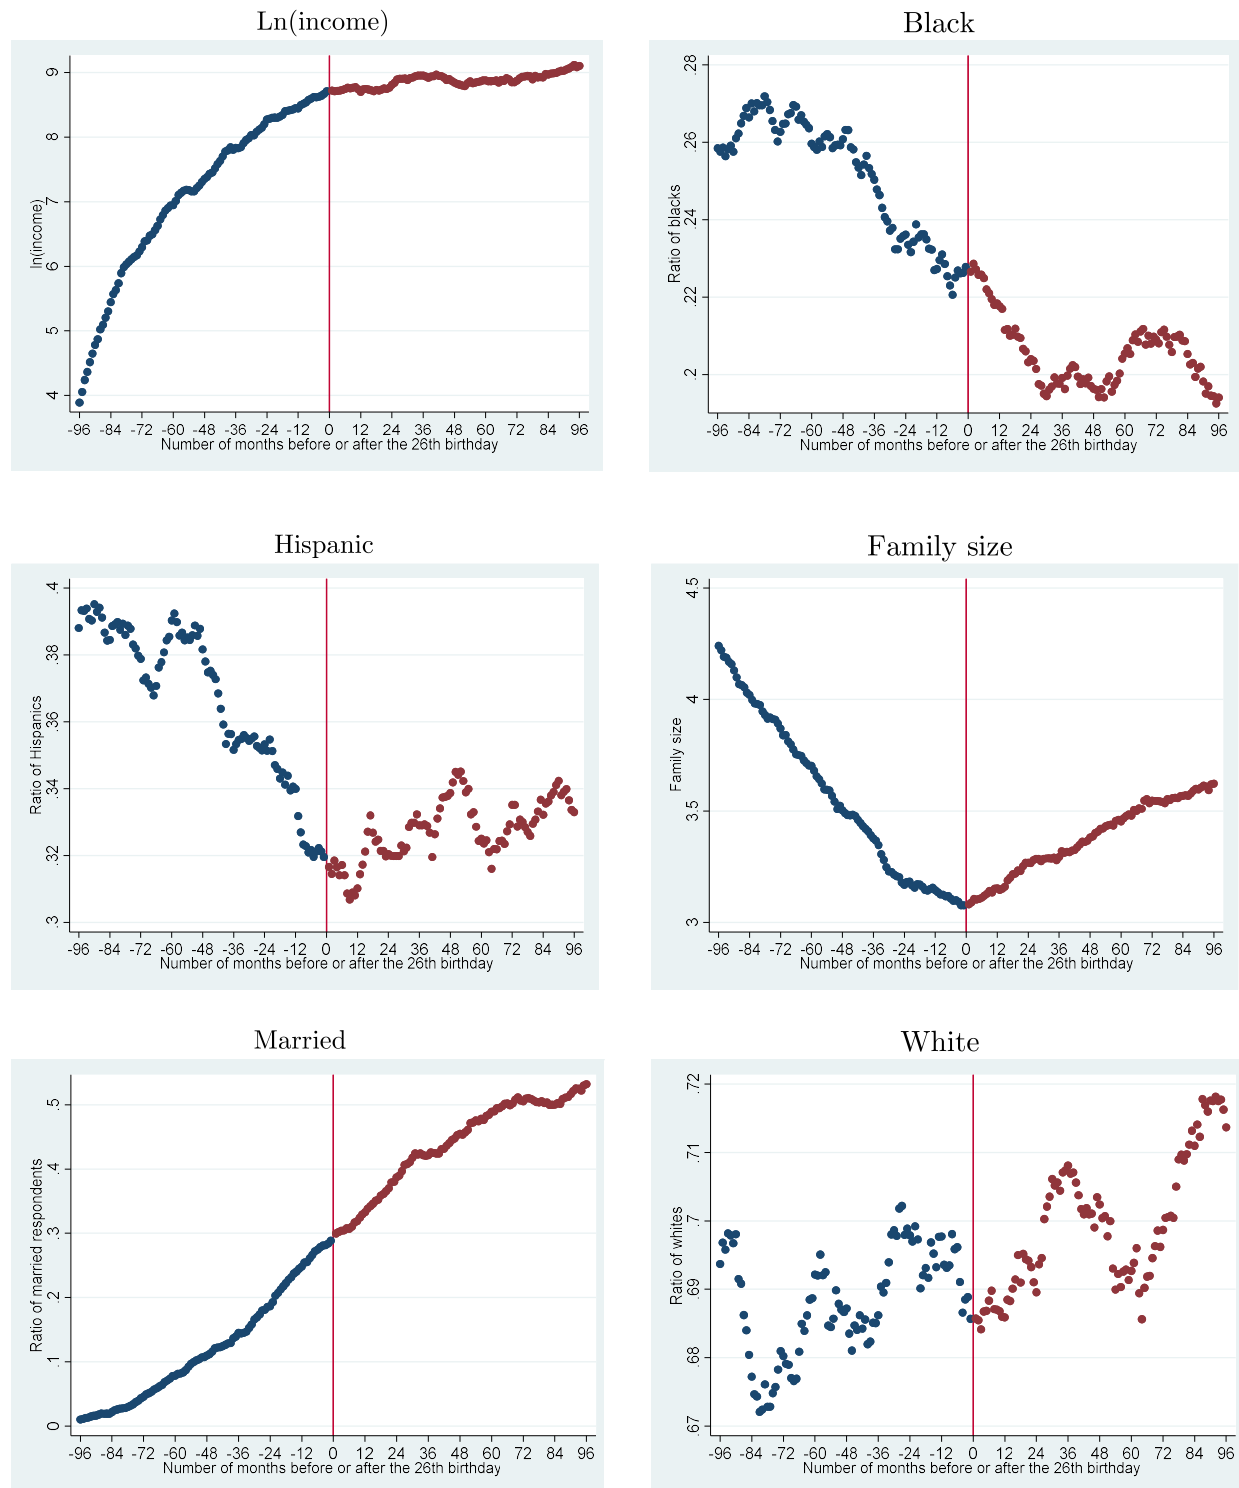 Ln(income)
ln(income)
9
8
7
6
5
4
-96 -84 -72 -60 -48 -36 -24 -12 0 12 24 36 48 60 72 84 96
Number of months before or after the 26th birthday
Black
Ratio of blacks
.28
.26
.24
.22
.2
-96 -84 -72 -60 -48 -36 -24 -12 0 12 24 36 48 60 72 84 96
Number of months before or after the 26th birthday
Hispanic
Ratio of Hispanics
.4
.38
.36
.34
.32
.3
-96 -84 -72 -60 -48 -36 -24 -12 0 12 24 36 48 60 72 84 96
Number of months before or after the 26th birthday
Family size
Family size
4.5
4
3.5
3
-96 -84 -72 -60 -48 -36 -24 -12 0 12 24 36 48 60 72 84 96
Number of months before or after the 26th birthday
Married
Ratio of married respondents
.5
.4
.3
.2
.1
0
-96 -84 -72 -60 -48 -36 -24 -12 0 12 24 36 48 60 72 84 96
Number of months before or after the 26th birthday
White
Ratio of whites
.72
.71
.7
.69
.68
.67
-96 -84 -72 -60 -48 -36 -24 -12 0 12 24 36 48 60 72 84 96
Number of months before or after the 26th birthday